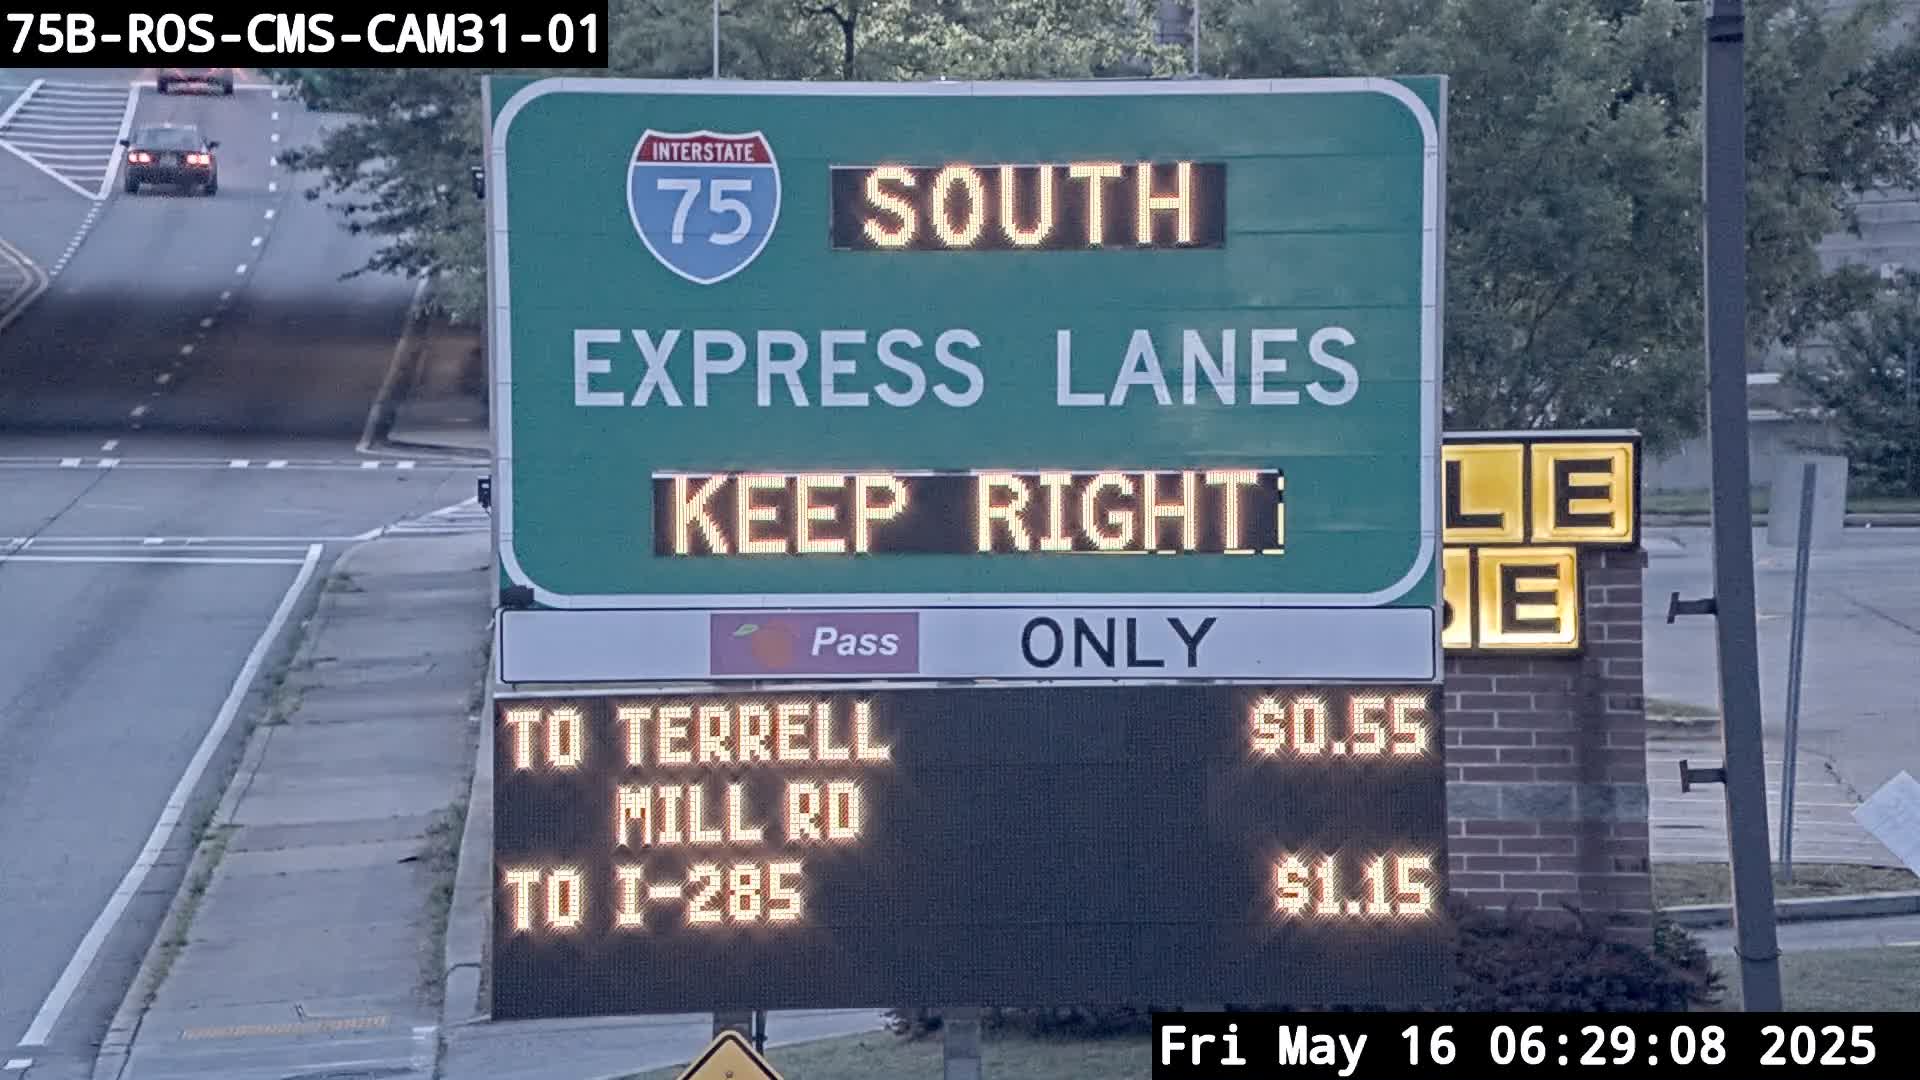 75B-ROS-CMS-CAM31-01
INTERSTATE
75
SOUTH
EXPRESS LANES
KEEP RIGHT
Pass ONLY
LE
E
TO TERRELL $0.55
MILL RD
TO I-285 $1.15
Fri May 16 06:29:08 2025